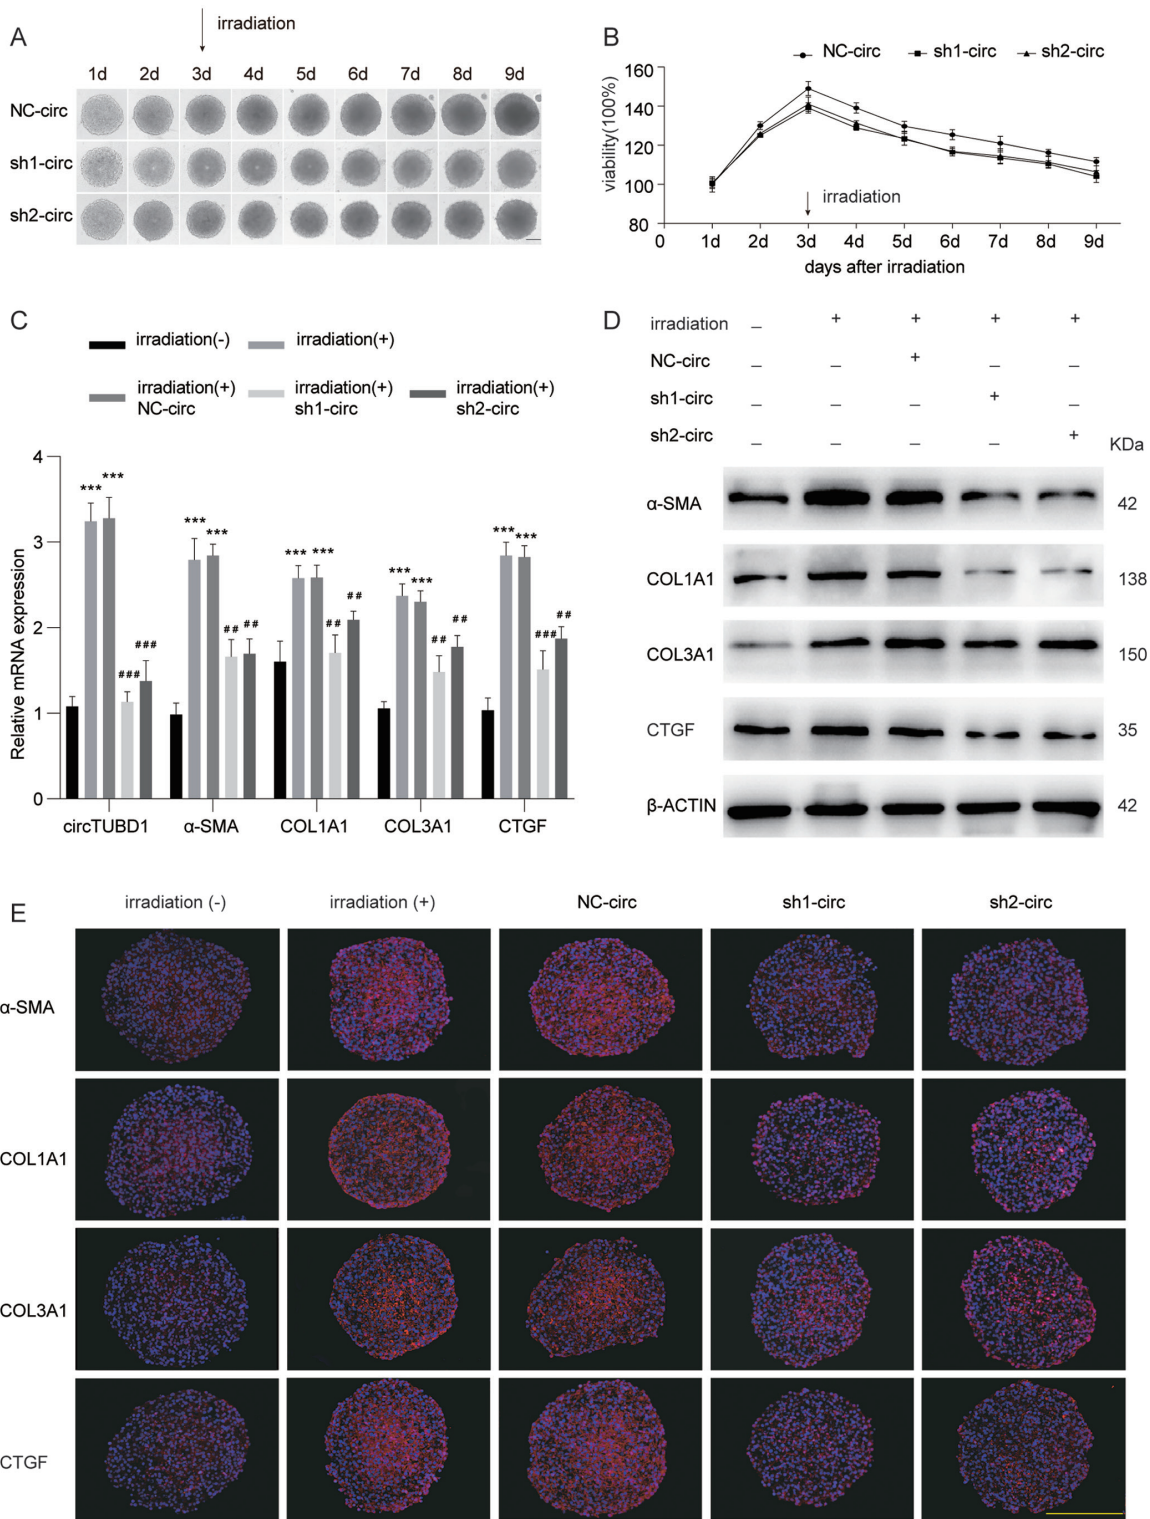 A
irradiation
1d 2d 3d 4d 5d 6d 7d 8d 9d
NC-circ
sh1-circ
sh2-circ
B
NC-circ sh1-circ sh2-circ
viability(100%)
160
140
120
100
80
irradiation
0 1d 2d 3d 4d 5d 6d 7d 8d 9d
days after irradiation
C
irradiation(-) irradiation(+)
irradiation(+) irradiation(+) irradiation(+)
NC-circ sh1-circ sh2-circ
Relative mRNA expression
4
3
2
1
0
*** *** ### ###
*** *** ## ##
*** *** ## ##
*** *** ## ##
*** *** ### ##
circTUBD1 α-SMA COL1A1 COL3A1 CTGF
D
irradiation – + + + +
NC-circ – – + – –
sh1-circ – – – + –
sh2-circ – – – – +
KDa
α-SMA 42
COL1A1 138
COL3A1 150
CTGF 35
β-ACTIN 42
E
irradiation (-) irradiation (+) NC-circ sh1-circ sh2-circ
α-SMA
COL1A1
COL3A1
CTGF